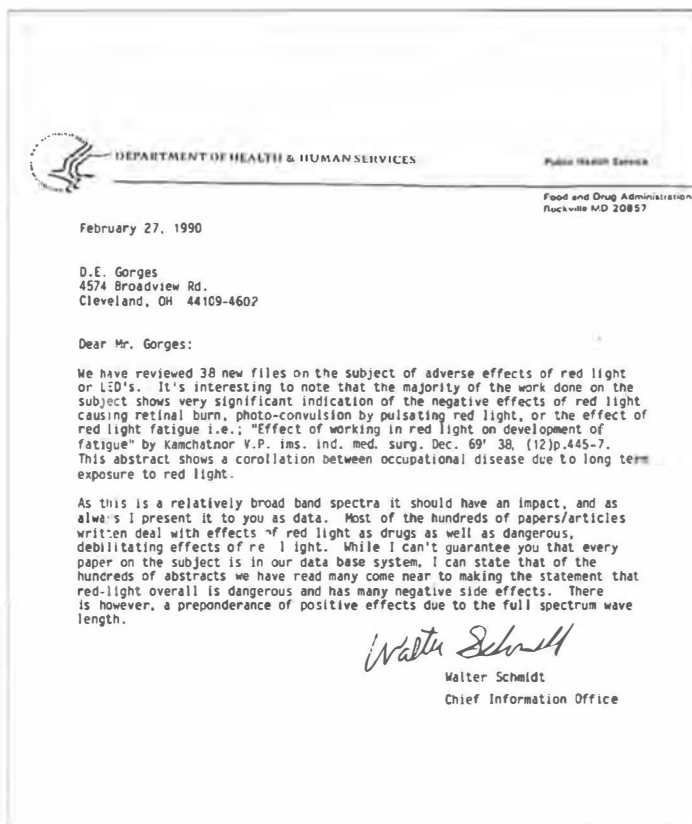 DEPARTMENT OF HEALTH & HUMAN SERVICES
Public Health Service
Food and Drug Administration
Rockville MD 20857
February 27, 1990
D.E. Gorges
4574 Broadview Rd.
Cleveland, OH 44109-4602
Dear Mr. Gorges:
We have reviewed 38 new files on the subject of adverse effects of red light
or LED's. It's interesting to note that the majority of the work done on the
subject shows very significant indication of the negative effects of red light
causing retinal burn, photo-convulsion by pulsating red light, or the effect of
red light fatigue i.e.; "Effect of working in red light on development of
fatigue" by Kamchatnor V.P. ims. ind. med. surg. Dec. 69' 38, (12)p.445-7.
This abstract shows a corollation between occupational disease due to long term
exposure to red light.
As this is a relatively broad band spectra it should have an impact, and as
always I present it to you as data. Most of the hundreds of papers/articles
written deal with effects of red light as drugs as well as dangerous,
debilitating effects of re l ight. While I can't guarantee you that every
paper on the subject is in our data base system, I can state that of the
hundreds of abstracts we have read many come near to making the statement that
red-light overall is dangerous and has many negative side effects. There
is however, a preponderance of positive effects due to the full spectrum wave
length.
Walter Schmidt
Walter Schmidt
Chief Information Office